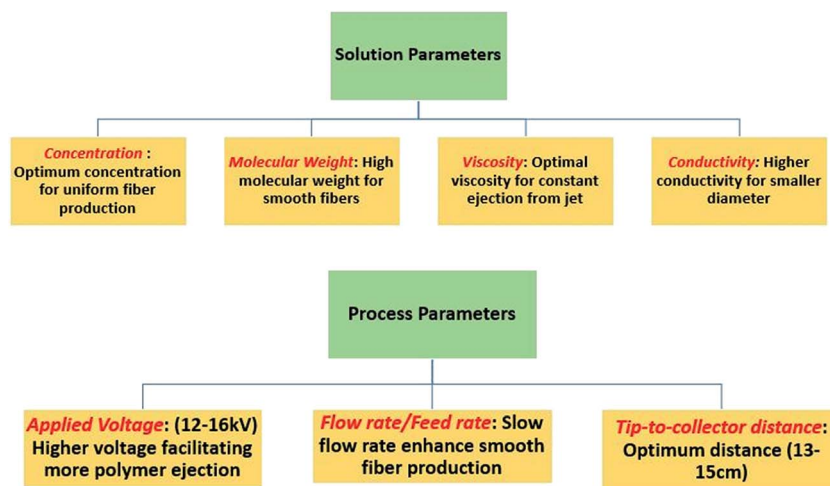 Solution Parameters
Concentration :
Optimum concentration
for uniform fiber
production
Molecular Weight: High
molecular weight for
smooth fibers
Viscosity: Optimal
viscosity for constant
ejection from jet
Conductivity: Higher
conductivity for smaller
diameter
Process Parameters
Applied Voltage: (12-16kV)
Higher voltage facilitating
more polymer ejection
Flow rate/Feed rate: Slow
flow rate enhance smooth
fiber production
Tip-to-collector distance:
Optimum distance (13-
15cm)